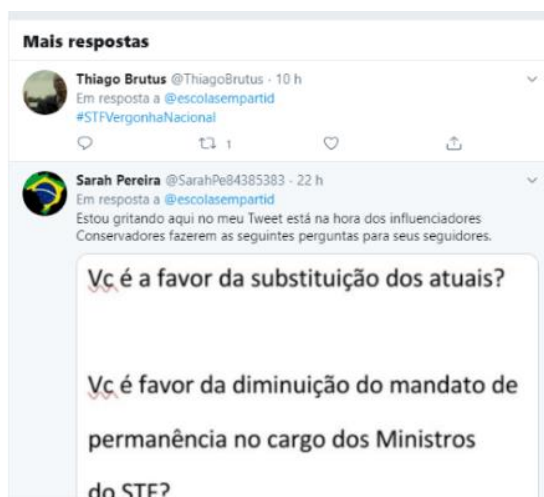 Mais respostas
Thiago Brutus @ThiagoBrutus · 10 h
Em resposta a @escolasempartid
#STFVergonhaNacional
1
Sarah Pereira @SarahPe84385383 · 22 h
Em resposta a @escolasempartid
Estou gritando aqui no meu Tweet está na hora dos influenciadores
Conservadores fazerem as seguintes perguntas para seus seguidores.
Vc é a favor da substituição dos atuais?
Vc é favor da diminuição do mandato de
permanência no cargo dos Ministros
do STF?